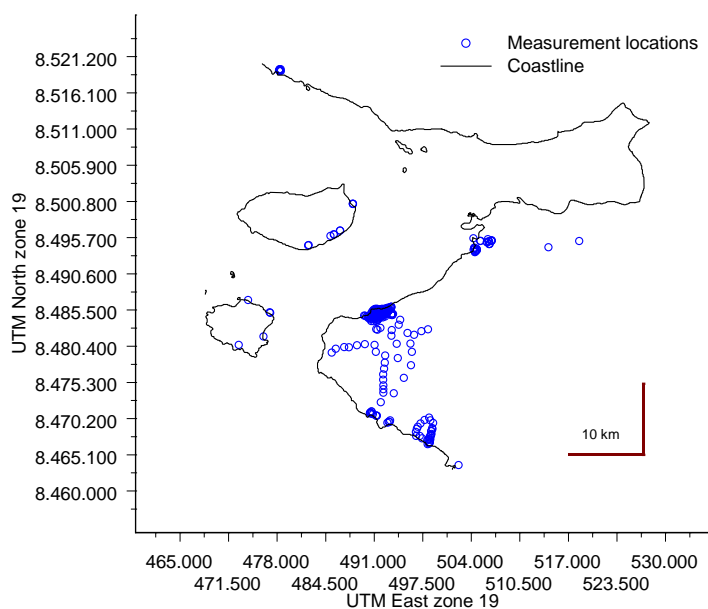 Measurement locations
Coastline
8.521.200
8.516.100
8.511.000
8.505.900
8.500.800
8.495.700
8.490.600
8.485.500
8.480.400
8.475.300
8.470.200
8.465.100
8.460.000
UTM North zone 19
10 km
465.000 478.000 491.000 504.000 517.000 530.000
471.500 484.500 497.500 510.500 523.500
UTM East zone 19